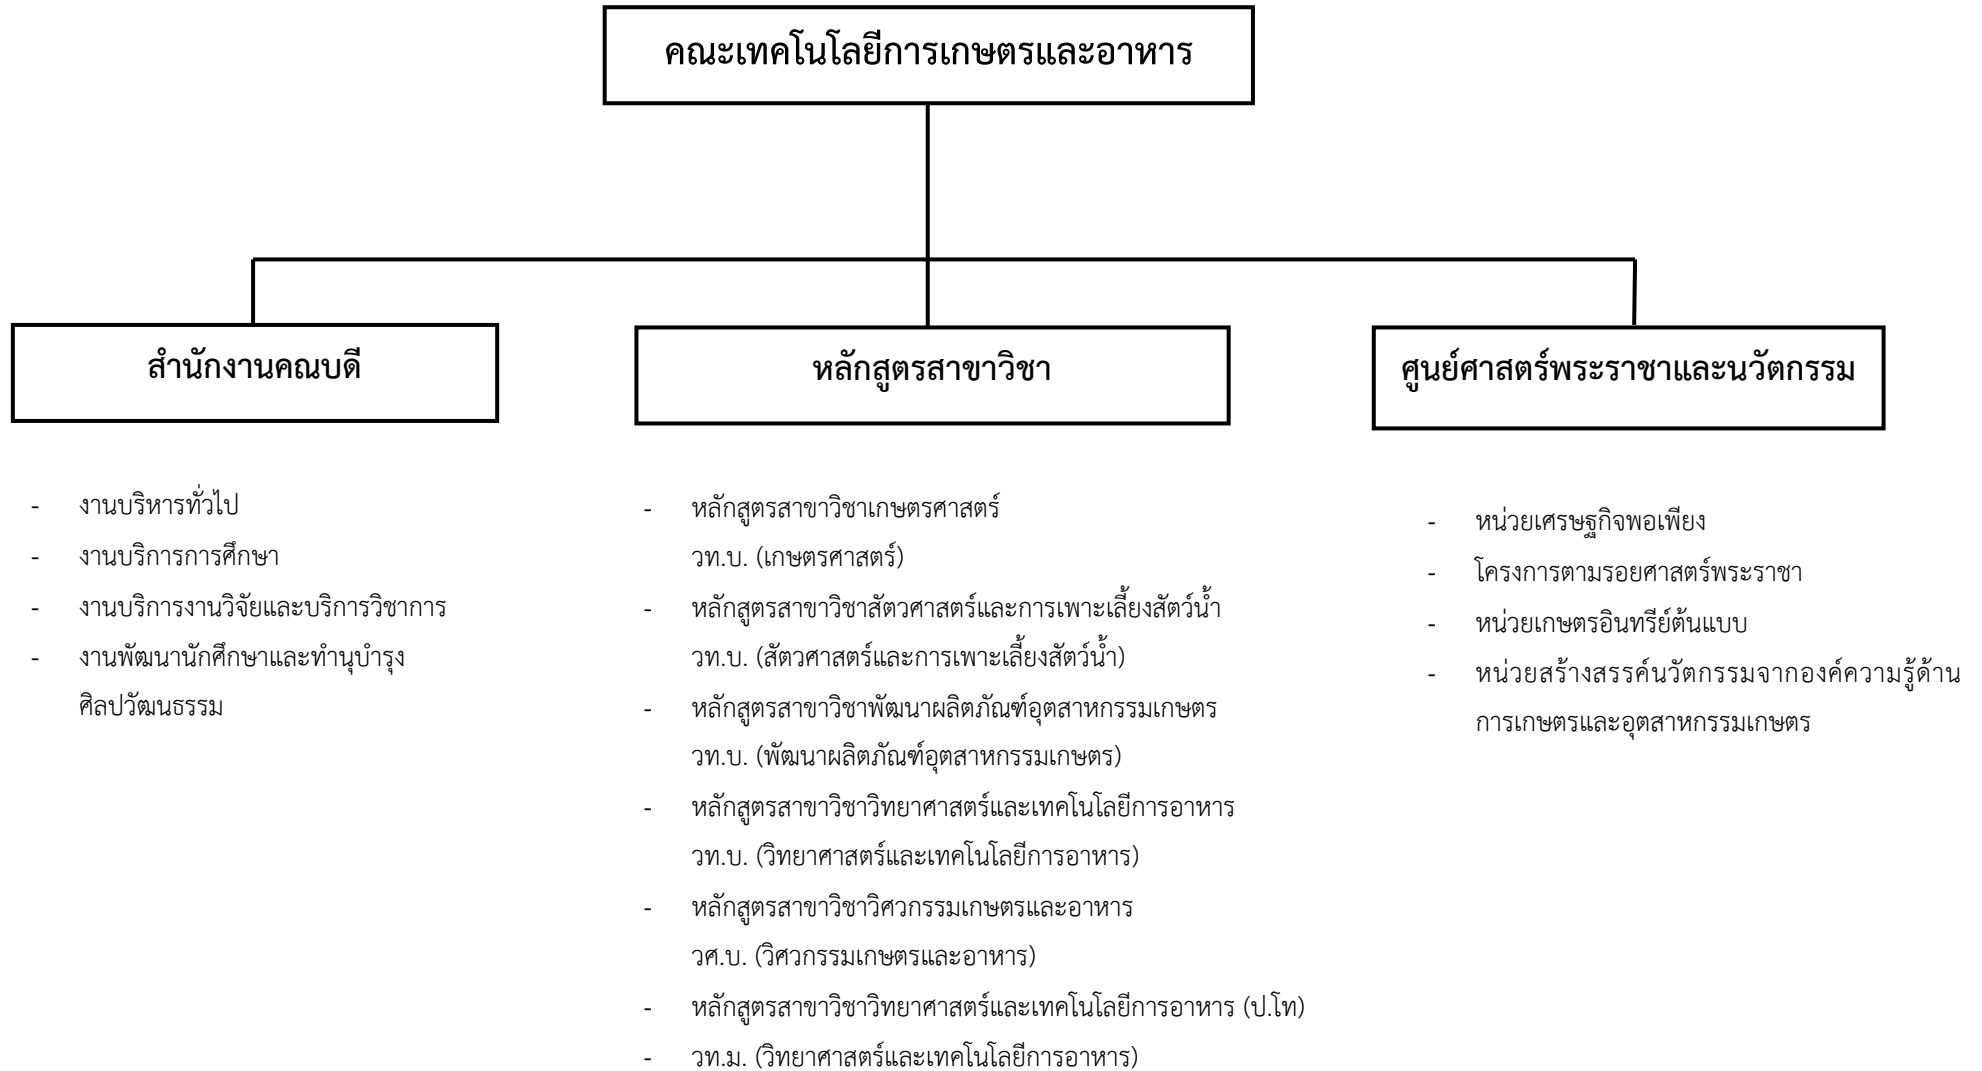 คณะเทคโนโลยีการเกษตรและอาหาร
สำนักงานคณบดี
- งานบริหารทั่วไป
- งานบริการการศึกษา
- งานบริการงานวิจัยและบริการวิชาการ
- งานพัฒนานักศึกษาและทำนุบำรุง
ศิลปวัฒนธรรม
หลักสูตรสาขาวิชา
- หลักสูตรสาขาวิชาเกษตรศาสตร์
วท.บ. (เกษตรศาสตร์)
- หลักสูตรสาขาวิชาสัตวศาสตร์และการเพาะเลี้ยงสัตว์น้ำ
วท.บ. (สัตวศาสตร์และการเพาะเลี้ยงสัตว์น้ำ)
- หลักสูตรสาขาวิชาพัฒนาผลิตภัณฑ์อุตสาหกรรมเกษตร
วท.บ. (พัฒนาผลิตภัณฑ์อุตสาหกรรมเกษตร)
- หลักสูตรสาขาวิชาวิทยาศาสตร์และเทคโนโลยีการอาหาร
วท.บ. (วิทยาศาสตร์และเทคโนโลยีการอาหาร)
- หลักสูตรสาขาวิชาวิศวกรรมเกษตรและอาหาร
วศ.บ. (วิศวกรรมเกษตรและอาหาร)
- หลักสูตรสาขาวิชาวิทยาศาสตร์และเทคโนโลยีการอาหาร (ป.โท)
- วท.ม. (วิทยาศาสตร์และเทคโนโลยีการอาหาร)
ศูนย์ศาสตร์พระราชาและนวัตกรรม
- หน่วยเศรษฐกิจพอเพียง
- โครงการตามรอยศาสตร์พระราชา
- หน่วยเกษตรอินทรีย์ต้นแบบ
- หน่วยสร้างสรรค์นวัตกรรมจากองค์ความรู้ด้าน
การเกษตรและอุตสาหกรรมเกษตร